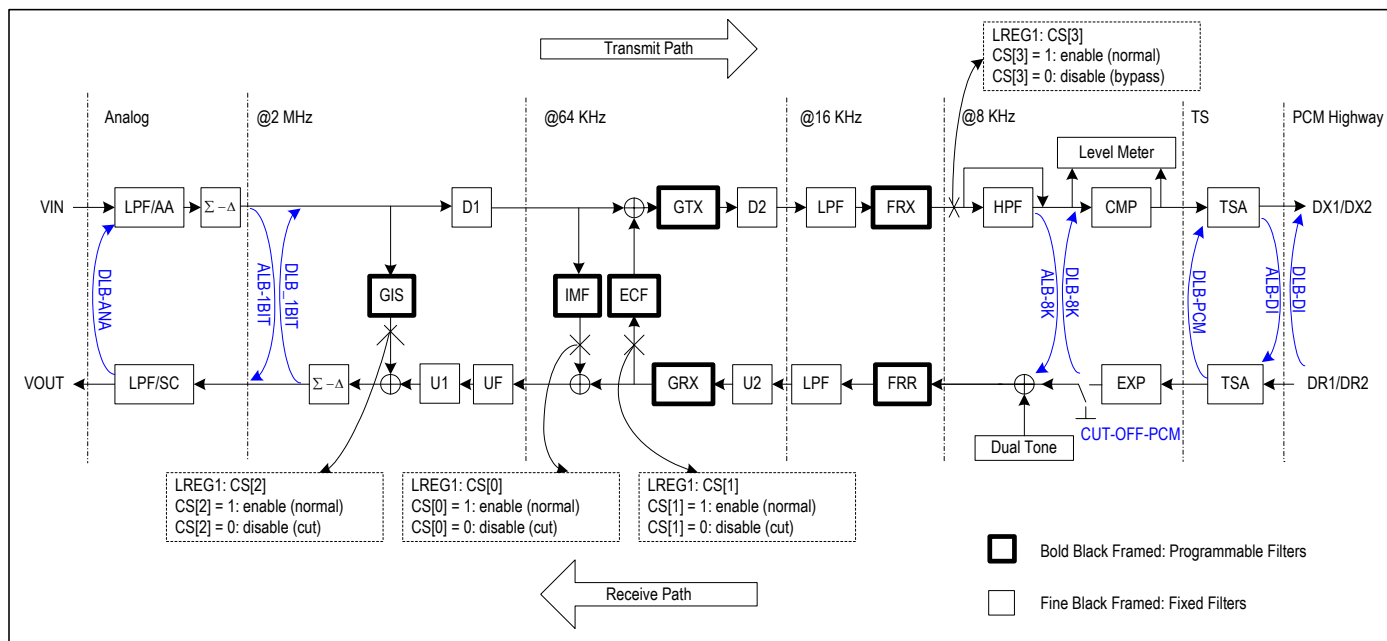 Transmit Path
LREG1: CS[3]
CS[3] = 1: enable (normal)
CS[3] = 0: disable (bypass)
Analog
@2 MHz
@64 KHz
@16 KHz
@8 KHz
TS
PCM Highway
Level Meter
VIN
LPF/AA
Σ−Δ
D1
GTX
D2
LPF
FRX
HPF
CMP
TSA
DX1/DX2
DLB-ANA
ALB-1BIT
DLB_1BIT
GIS
IMF
ECF
ALB-8K
DLB-8K
DLB-PCM
ALB-DI
DLB-DI
VOUT
LPF/SC
Σ−Δ
U1
UF
GRX
U2
LPF
FRR
EXP
TSA
DR1/DR2
Dual Tone
CUT-OFF-PCM
LREG1: CS[2]
CS[2] = 1: enable (normal)
CS[2] = 0: disable (cut)
LREG1: CS[0]
CS[0] = 1: enable (normal)
CS[0] = 0: disable (cut)
LREG1: CS[1]
CS[1] = 1: enable (normal)
CS[1] = 0: disable (cut)
Bold Black Framed: Programmable Filters
Receive Path
Fine Black Framed: Fixed Filters